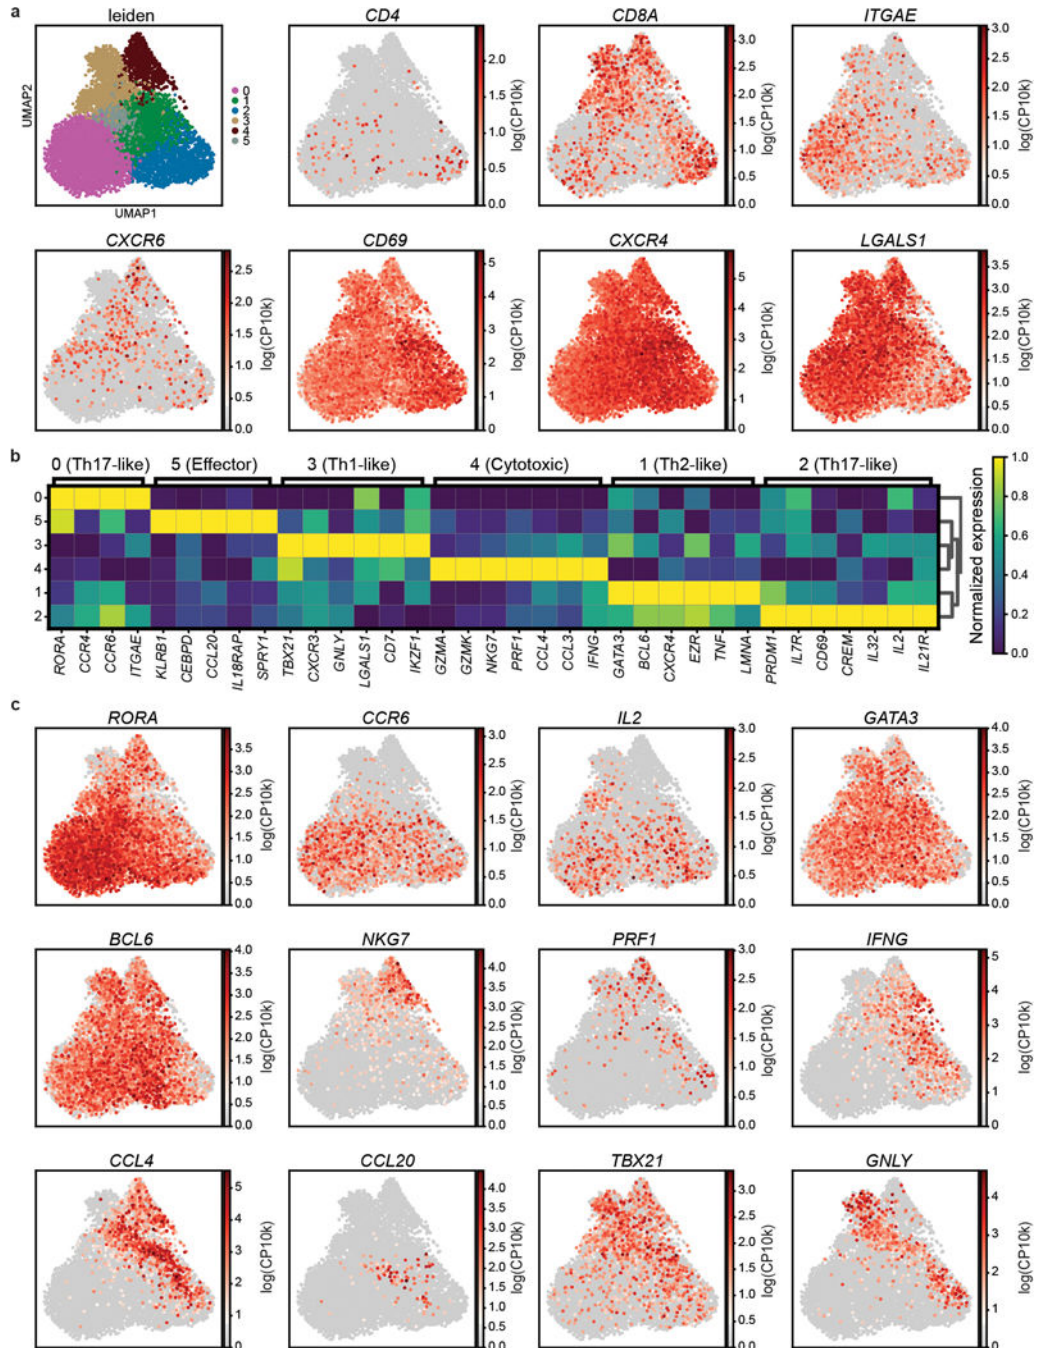 a
leiden
UMAP2
UMAP1
0
1
2
3
4
5
CD4
2.0
1.5
1.0
0.5
0.0
log(CP10k)
CD8A
3.0
2.5
2.0
1.5
1.0
0.5
0.0
log(CP10k)
ITGAE
3.0
2.5
2.0
1.5
1.0
0.5
0.0
log(CP10k)
CXCR6
2.5
2.0
1.5
1.0
0.5
0.0
log(CP10k)
CD69
5
4
3
2
1
0
log(CP10k)
CXCR4
5
4
3
2
1
0
log(CP10k)
LGALS1
3.5
3.0
2.5
2.0
1.5
1.0
0.5
0.0
log(CP10k)
b
0 (Th17-like) 5 (Effector) 3 (Th1-like) 4 (Cytotoxic) 1 (Th2-like) 2 (Th17-like)
0
5
3
4
1
2
RORA
CCR4
CCR6
ITGAE
KLRB1
CEBPD
CCL20
IL18RAP
SPRY1
TBX21
CXCR3
GNLY
LGALS1
CD7
IKZF1
GZMA
GZMK
NKG7
PRF1
CCL4
CCL3
IFNG
GATA3
BCL6
CXCR4
EZR
TNF
LMNA
PRDM1
IL7R
CD69
CREM
IL32
IL2
IL21R
Normalized expression
1.0
0.8
0.6
0.4
0.2
0.0
c
RORA
3.5
3.0
2.5
2.0
1.5
1.0
0.5
0.0
log(CP10k)
CCR6
3.0
2.5
2.0
1.5
1.0
0.5
0.0
log(CP10k)
IL2
3.0
2.5
2.0
1.5
1.0
0.5
0.0
log(CP10k)
GATA3
4.0
3.5
3.0
2.5
2.0
1.5
1.0
0.5
0.0
log(CP10k)
BCL6
4.0
3.5
3.0
2.5
2.0
1.5
1.0
0.5
0.0
log(CP10k)
NKG7
4.0
3.5
3.0
2.5
2.0
1.5
1.0
0.5
0.0
log(CP10k)
PRF1
3.0
2.5
2.0
1.5
1.0
0.5
0.0
log(CP10k)
IFNG
5
4
3
2
1
0
log(CP10k)
CCL4
5
4
3
2
1
0
log(CP10k)
CCL20
4.0
3.5
3.0
2.5
2.0
1.5
1.0
0.5
0.0
log(CP10k)
TBX21
3.0
2.5
2.0
1.5
1.0
0.5
0.0
log(CP10k)
GNLY
4
3
2
1
0
log(CP10k)